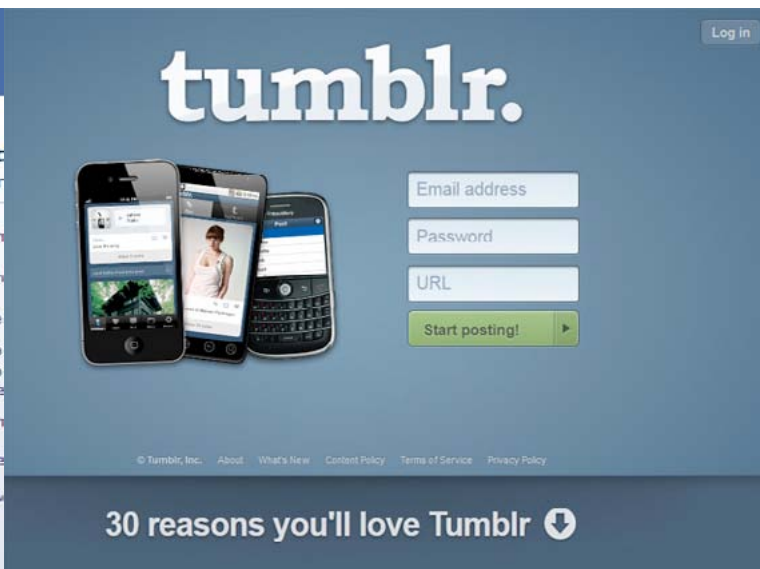 Log in
tumblr.
Email address
Password
URL
Start posting!
© Tumblr, Inc. About What's New Content Policy Terms of Service Privacy Policy
30 reasons you'll love Tumblr